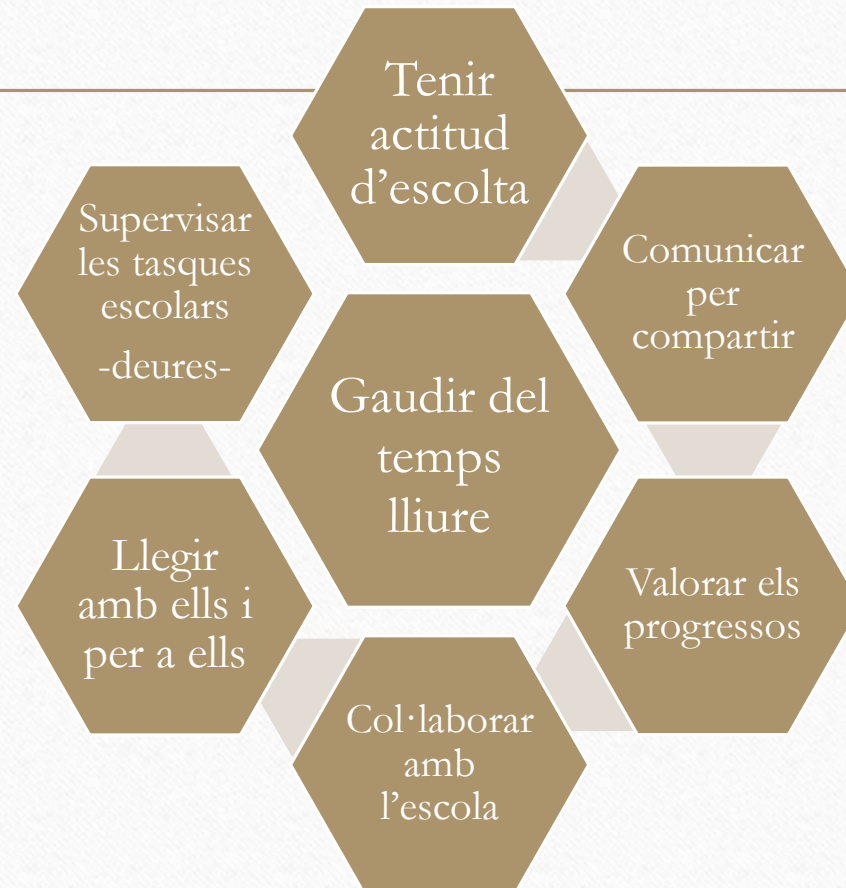 Tenir
actitud
d’escolta
Comunicar
per
compartir
Valorar els
progressos
Col·laborar
amb
l’escola
Llegir
amb ells i
per a ells
Supervisar
les tasques
escolars
-deures-
Gaudir del
temps
lliure